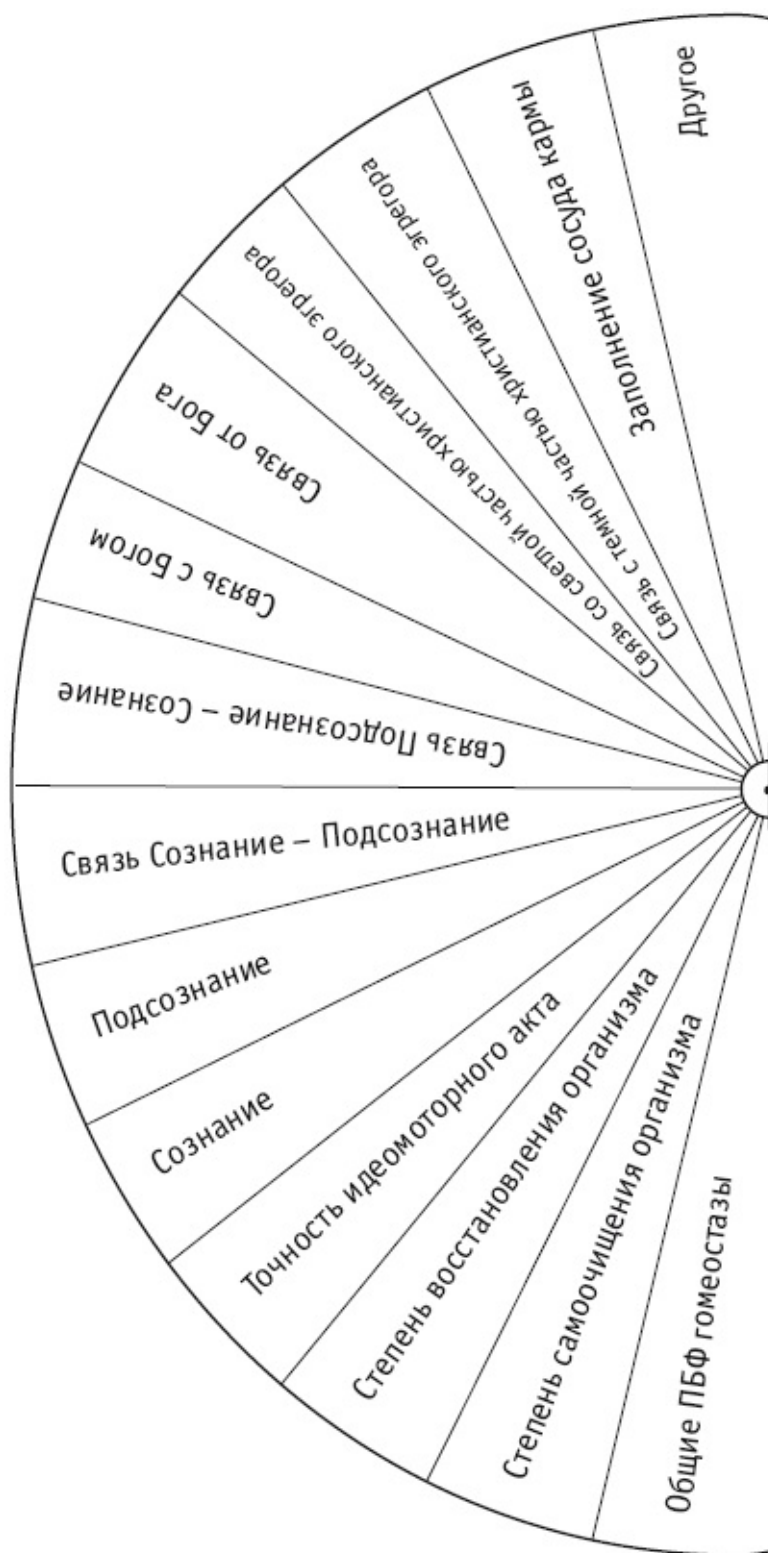 Общие ПБФ гомеостазы
Степень самоочищения организма
Степень восстановления организма
Точность идеомоторного акта
Сознание
Подсознание
Связь Сознание – Подсознание
Связь Подсознание – Сознание
Связь с Богом
Связь от Бога
Связь со светлой частью христианского эгрегора
Связь с темной частью христианского эгрегора
Заполнение сосуда кармы
Другое